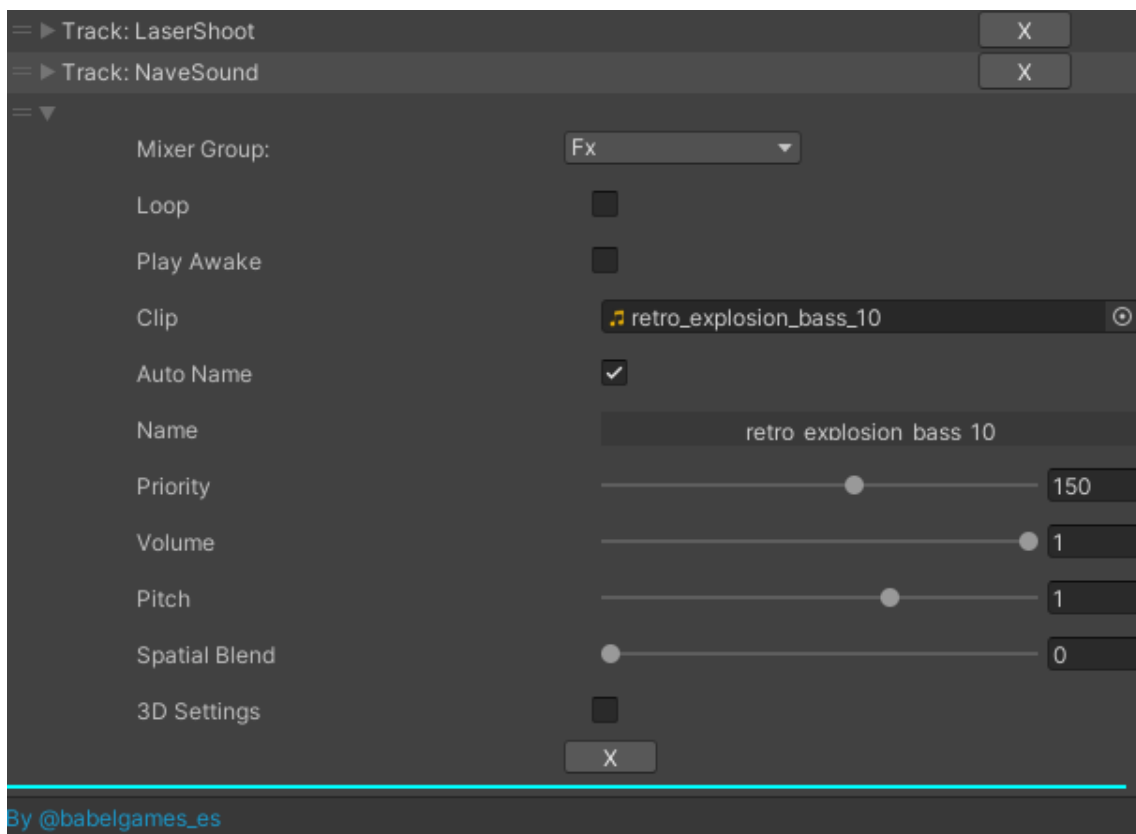 Track: LaserShoot X
Track: NaveSound X
Mixer Group: Fx
Loop
Play Awake
Clip retro_explosion_bass_10
Auto Name
Name retro_explosion_bass_10
Priority 150
Volume 1
Pitch 1
Spatial Blend 0
3D Settings
X
By @babelgames_es